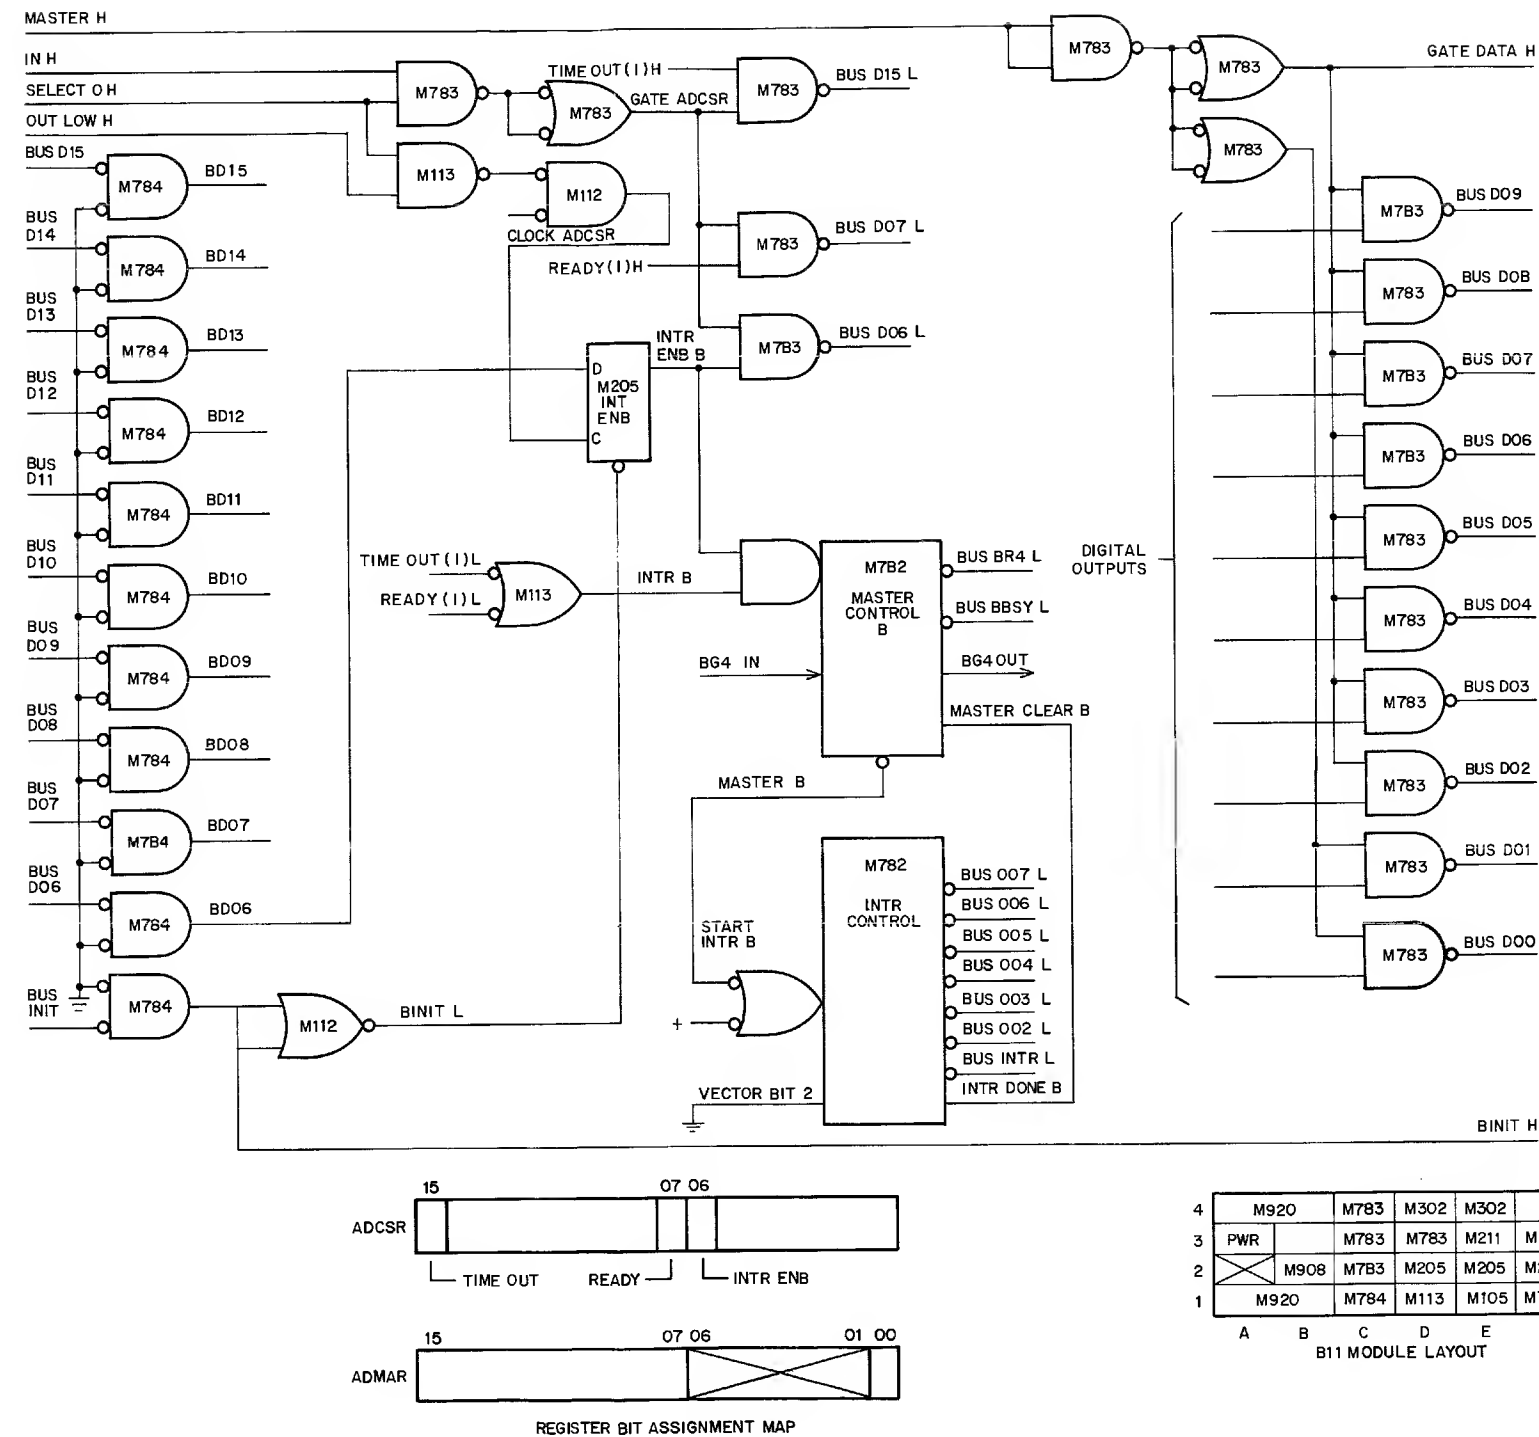 MASTER H
IN H
SELECT O H
OUT LOW H
BUS D15
M784
BD15
BUS
D14
M784
BD14
BUS
D13
M784
BD13
BUS
D12
M784
BD12
BUS
D11
M784
BD11
BUS
D10
M784
BD10
BUS
D09
M784
BD09
BUS
D08
M784
BD08
BUS
D07
M7B4
BD07
BUS
D06
M784
BD06
BUS
INIT
M784
M112
BINIT L
M783
M783
TIME OUT(1)H
GATE ADCSR
M783
BUS D15 L
M113
M112
CLOCK ADCSR
M783
BUS D07 L
READY(1)H
INTR
ENB B
M7B3
BUS D06 L
D
M205
INT
ENB
C
TIME OUT(1)L
READY(1)L
M113
INTR B
M7B2
MASTER
CONTROL
B
BUS BR4 L
BUS BBSY L
BG4 IN
BG4 OUT
MASTER CLEAR B
MASTER B
M782
INTR
CONTROL
START
INTR B
+
BUS 007 L
BUS 006 L
BUS 005 L
BUS 004 L
BUS 003 L
BUS 002 L
BUS INTR L
INTR DONE B
VECTOR BIT 2
M783
M783
GATE DATA H
M783
DIGITAL
OUTPUTS
M7B3
BUS D09
M783
BUS D0B
M7B3
BUS D07
M7B3
BUS D06
M783
BUS D05
M783
BUS D04
M783
BUS D03
M783
BUS D02
M783
BUS D01
M783
BUS D00
BINIT H
15 07 06
ADCSR
TIME OUT READY INTR ENB
15 07 06 01 00
ADMAR
REGISTER BIT ASSIGNMENT MAP
4 M920 M783 M302 M302
3 PWR M783 M783 M211 M
2 M908 M7B3 M205 M205
1 M920 M784 M113 M105
A B C D E
B11 MODULE LAYOUT